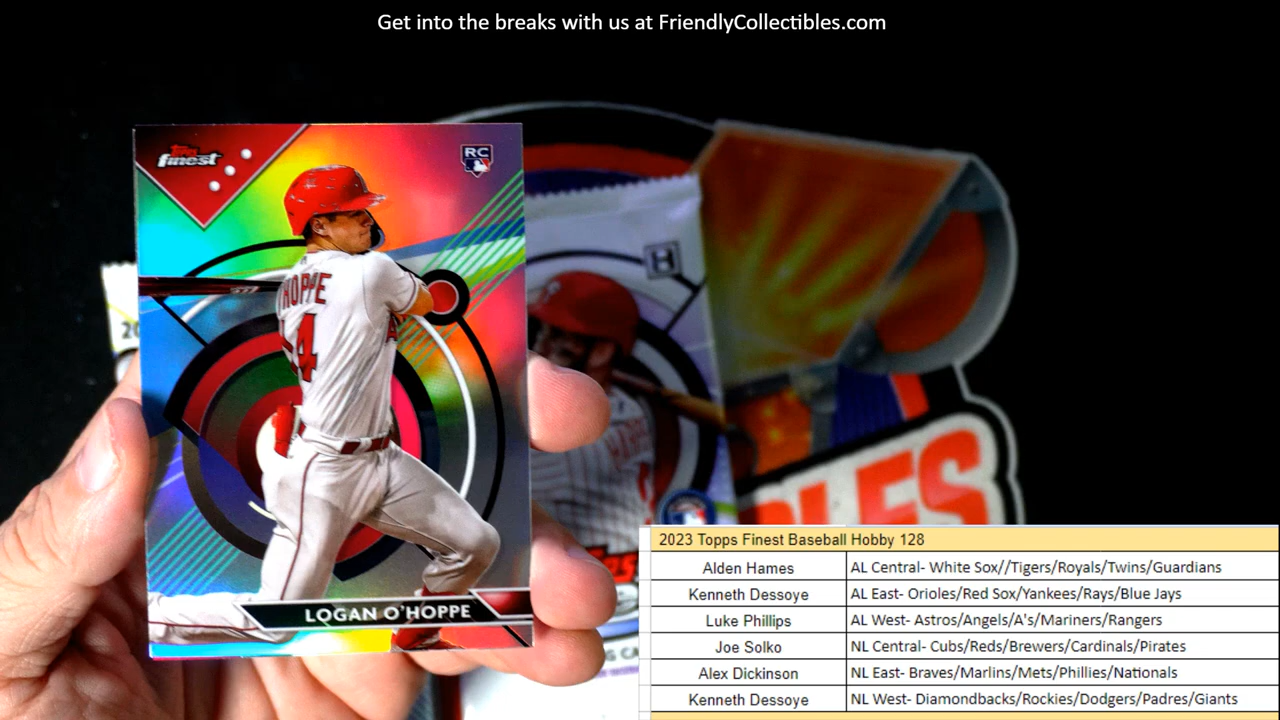 Get into the breaks with us at FriendlyCollectibles.com
Topps
finest
RC
H
HOPPE
LOGAN O'HOPPE
20
LES
2023 Topps Finest Baseball Hobby 128
Alden Hames AL Central- White Sox//Tigers/Royals/Twins/Guardians
Kenneth Dessoye AL East- Orioles/Red Sox/Yankees/Rays/Blue Jays
Luke Phillips AL West- Astros/Angels/A's/Mariners/Rangers
Joe Solko NL Central- Cubs/Reds/Brewers/Cardinals/Pirates
Alex Dickinson NL East- Braves/Marlins/Mets/Phillies/Nationals
Kenneth Dessoye NL West- Diamondbacks/Rockies/Dodgers/Padres/Giants